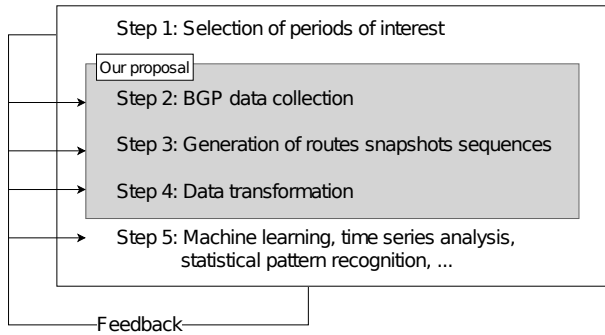 Step 1: Selection of periods of interest
Our proposal
Step 2: BGP data collection
Step 3: Generation of routes snapshots sequences
Step 4: Data transformation
Step 5: Machine learning, time series analysis,
statistical pattern recognition, ...
Feedback